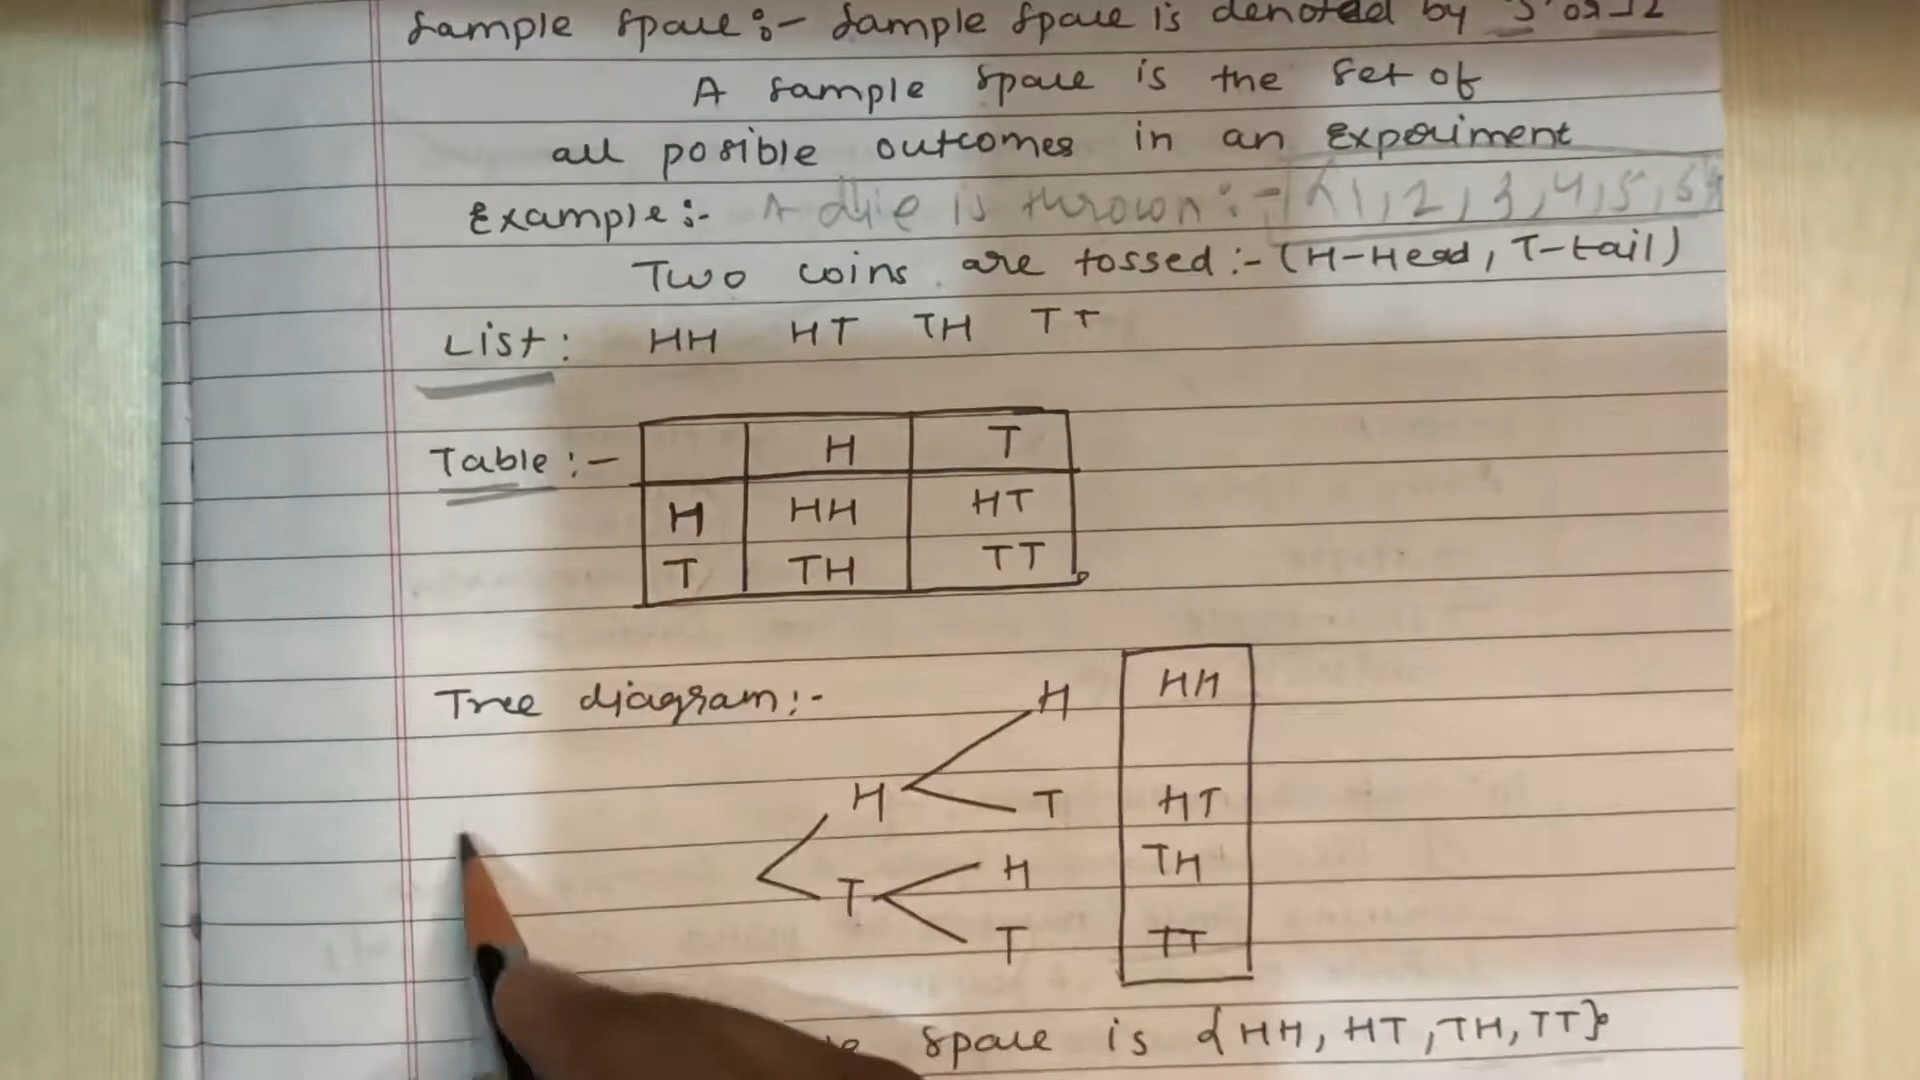 Sample space:- Sample space is denoted by 'S' or Ω
A sample space is the set of
all posible outcomes in an experiment
Example:- A die is thrown:-
Two coins are tossed:- (H-Head, T-tail)
List: HH HT TH TT
Table:-
H T
H HH HT
T TH TT
Tree diagram:-
H HH
H T HT
T H TH
T TT
space is {HH, HT, TH, TT}